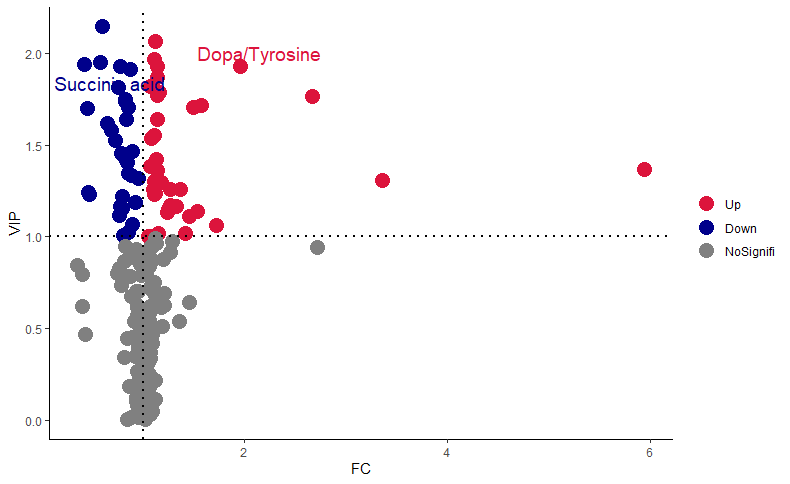 Dopa/Tyrosine
Succinic acid
2.0
1.5
1.0
0.5
0.0
VIP
2
4
6
FC
Up
Down
NoSignifi